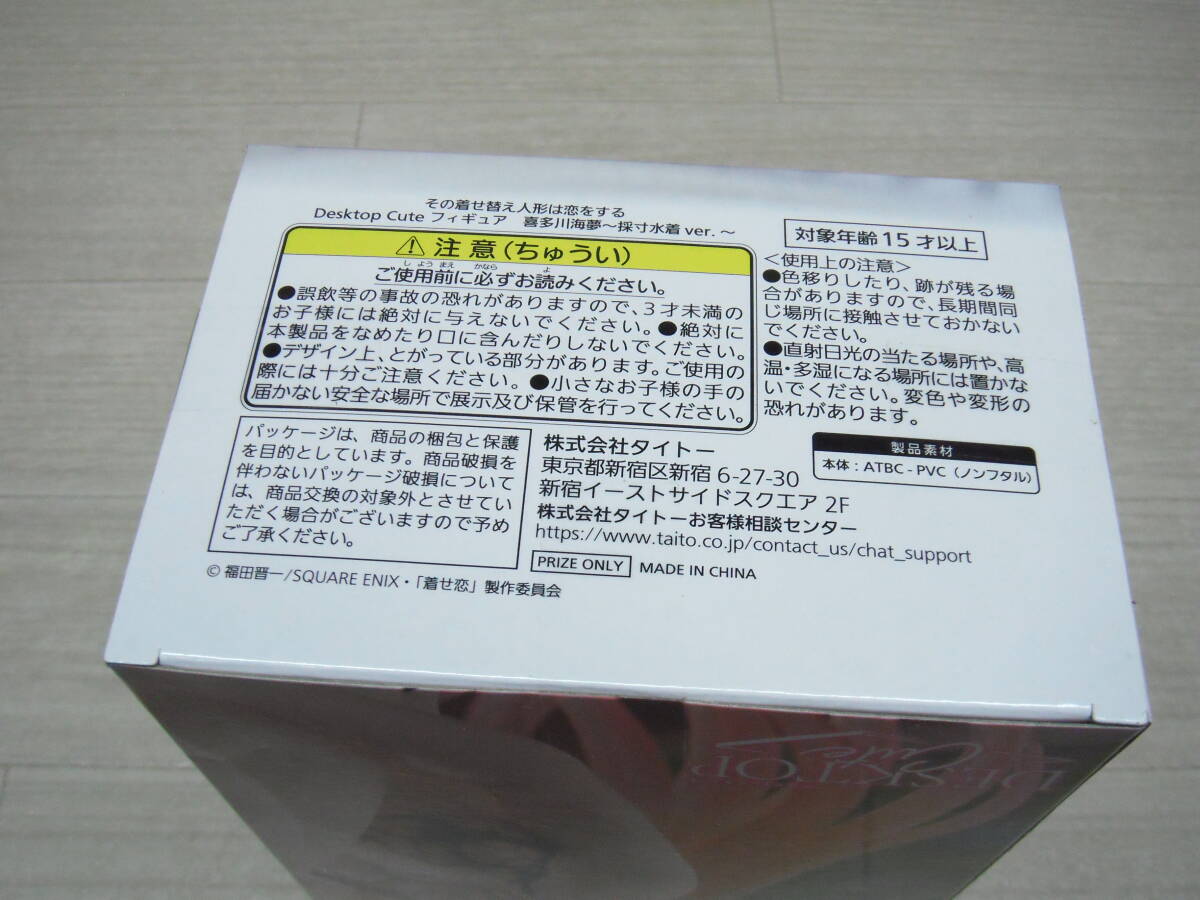 その着せ替え人形は恋をする
Desktop Cute フィギュア 喜多川海夢～採寸水着 ver.～
注意(ちゅうい)
ご使用前に必ずお読みください。
しようまえ かなら よ
●誤飲等の事故の恐れがありますので、3才未満の
お子様には絶対に与えないでください。●絶対に
本製品をなめたり口に含んだりしないでください。
●デザイン上、とがっている部分があります。ご使用の
際には十分ご注意ください。●小さなお子様の手の
届かない安全な場所で展示及び保管を行ってください。
対象年齢15才以上
＜使用上の注意＞
●色移りしたり、跡が残る場
合がありますので、長期間同
じ場所に接触させておかない
でください。
●直射日光の当たる場所や、高
温・多湿になる場所には置かな
いでください。変色や変形の
恐れがあります。
パッケージは、商品の梱包と保護
を目的としています。商品破損を
伴わないパッケージ破損について
は、商品交換の対象外とさせてい
ただく場合がございますので予め
ご了承ください。
株式会社タイトー
東京都新宿区新宿 6-27-30
新宿イーストサイドスクエア 2F
株式会社タイトーお客様相談センター
https://www.taito.co.jp/contact_us/chat_support
製品素材
本体：ATBC-PVC（ノンフタル）
PRIZE ONLY MADE IN CHINA
© 福田晋一/SQUARE ENIX・「着せ恋」製作委員会
DESKTOP
Cute